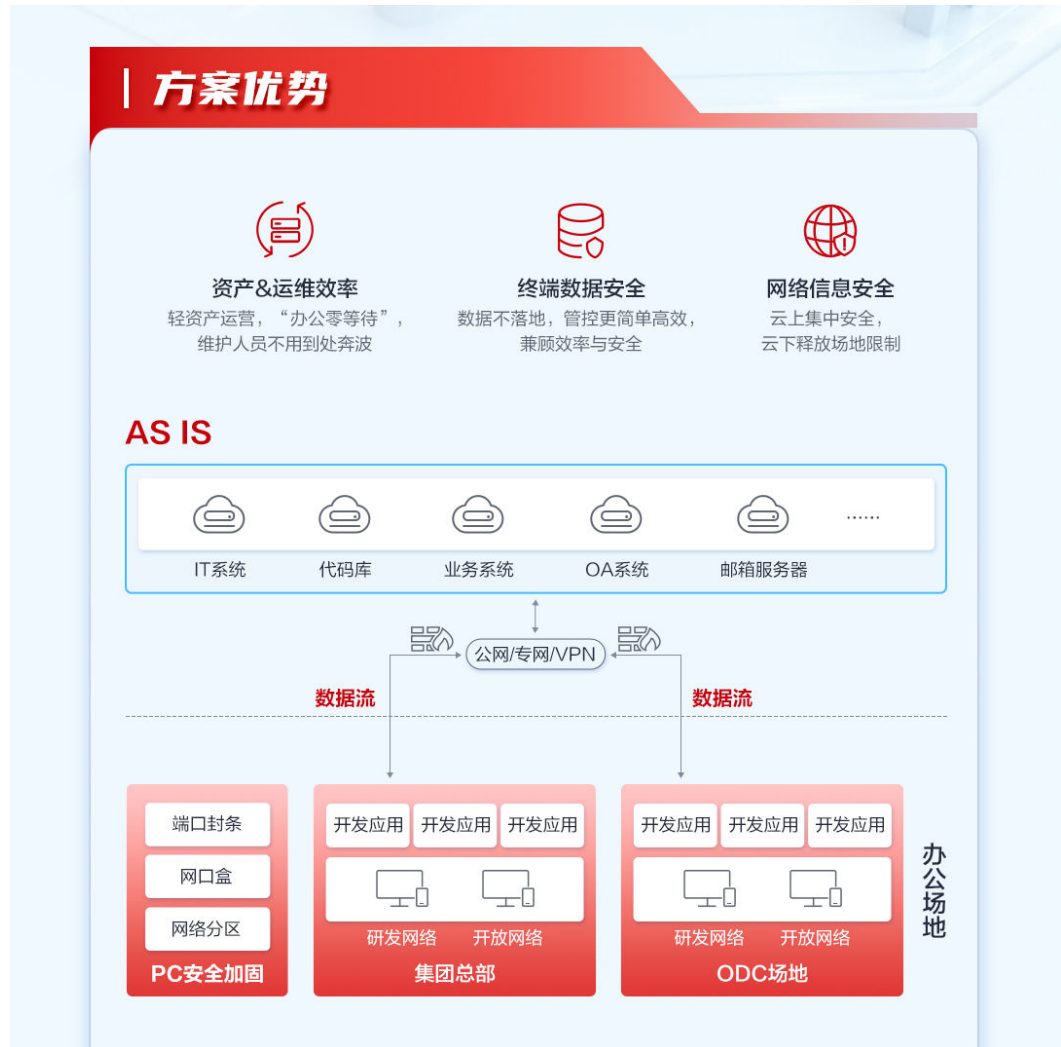 方案优势
资产&运维效率
轻资产运营，“办公零等待”，
维护人员不用到处奔波
终端数据安全
数据不落地，管控更简单高效，
兼顾效率与安全
网络信息安全
云上集中安全，
云下释放场地限制
AS IS
IT系统 代码库 业务系统 OA系统 邮箱服务器 ……
公网/专网/VPN
数据流 数据流
端口封条
网口盒
网络分区
PC安全加固
开发应用 开发应用 开发应用
研发网络 开放网络
集团总部
开发应用 开发应用 开发应用
研发网络 开放网络
ODC场地
办公场地